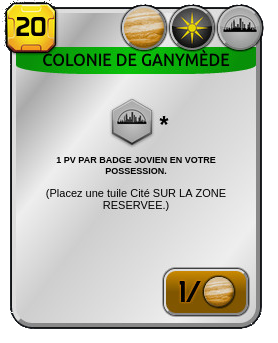 20
COLONIE DE GANYMÈDE
*
1 PV PAR BADGE JOVIEN EN VOTRE
POSSESSION.
(Placez une tuile Cité SUR LA ZONE
RESERVEE.)
1/